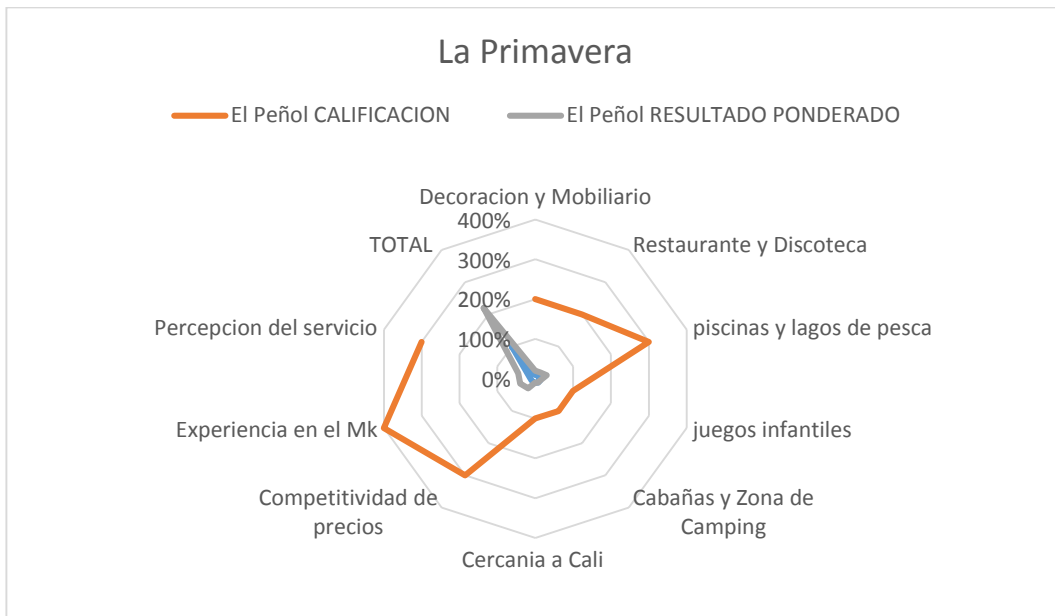 La Primavera
El Peñol CALIFICACION
El Peñol RESULTADO PONDERADO
Decoracion y Mobiliario
400%
TOTAL
Restaurante y Discoteca
300%
200%
Percepcion del servicio
piscinas y lagos de pesca
100%
0%
Experiencia en el Mk
juegos infantiles
Competitividad de
precios
Cabañas y Zona de
Camping
Cercania a Cali